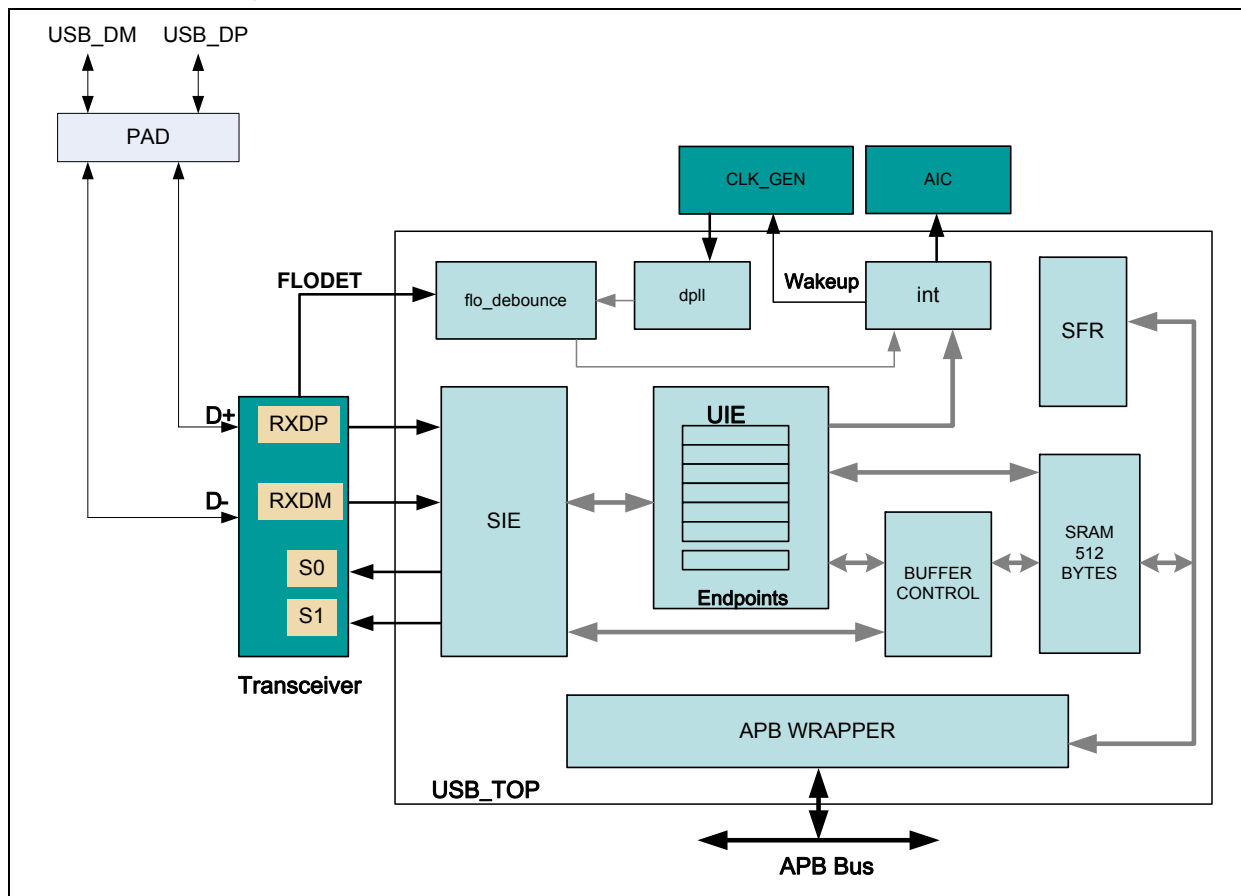 USB_DM
USB_DP
PAD
CLK_GEN
AIC
FLODET
flo_debounce
dpll
Wakeup
int
SFR
D+
RXDP
UIE
D-
RXDM
SIE
SRAM
512
BYTES
S0
BUFFER
CONTROL
S1
Endpoints
Transceiver
APB WRAPPER
USB_TOP
APB Bus